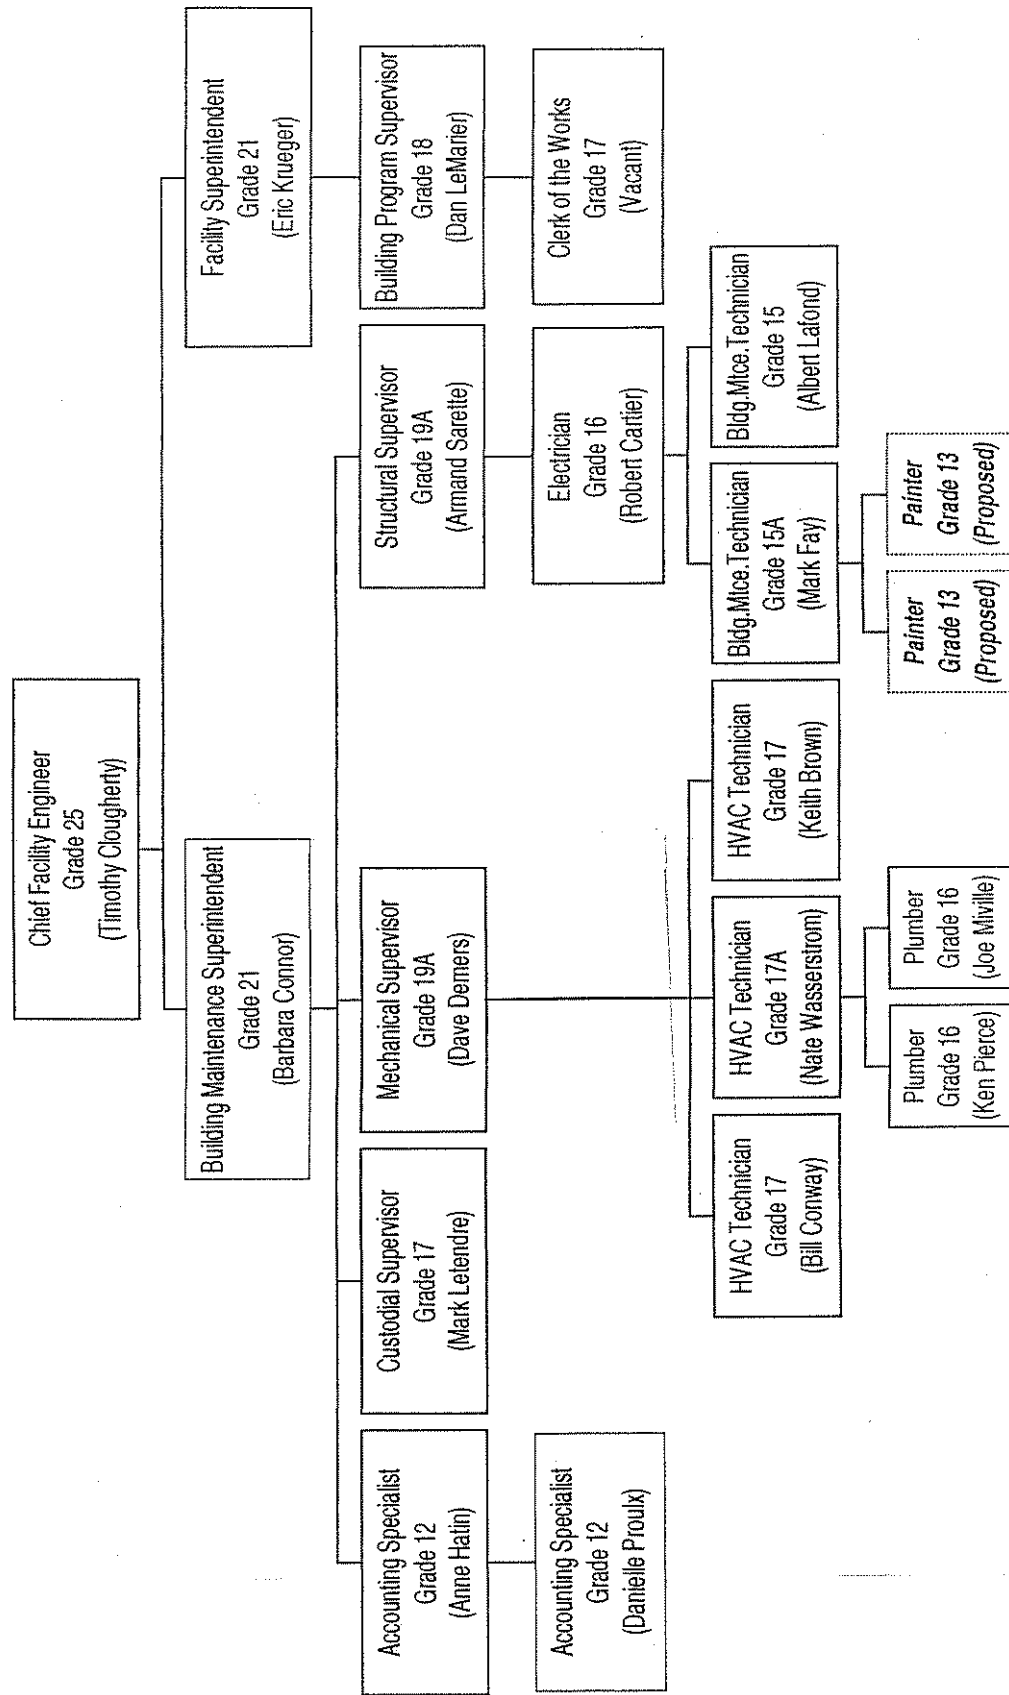 Chief Facility Engineer
Grade 25
(Timothy Clougherty)
Building Maintenance Superintendent
Grade 21
(Barbara Connor)
Facility Superintendent
Grade 21
(Eric Krueger)
Accounting Specialist
Grade 12
(Anne Hatin)
Custodial Supervisor
Grade 17
(Mark Letendre)
Mechanical Supervisor
Grade 19A
(Dave Demers)
Structural Supervisor
Grade 19A
(Armand Sarette)
Building Program Supervisor
Grade 18
(Dan LeMarier)
Accounting Specialist
Grade 12
(Danielle Proulx)
Electrician
Grade 16
(Robert Cartier)
Clerk of the Works
Grade 17
(Vacant)
HVAC Technician
Grade 17
(Bill Conway)
HVAC Technician
Grade 17A
(Nate Wasserstrom)
HVAC Technician
Grade 17
(Keith Brown)
Bldg.Mtce.Technician
Grade 15A
(Mark Fay)
Bldg.Mtce.Technician
Grade 15
(Albert Lafond)
Plumber
Grade 16
(Ken Pierce)
Plumber
Grade 16
(Joe Miville)
Painter
Grade 13
(Proposed)
Painter
Grade 13
(Proposed)